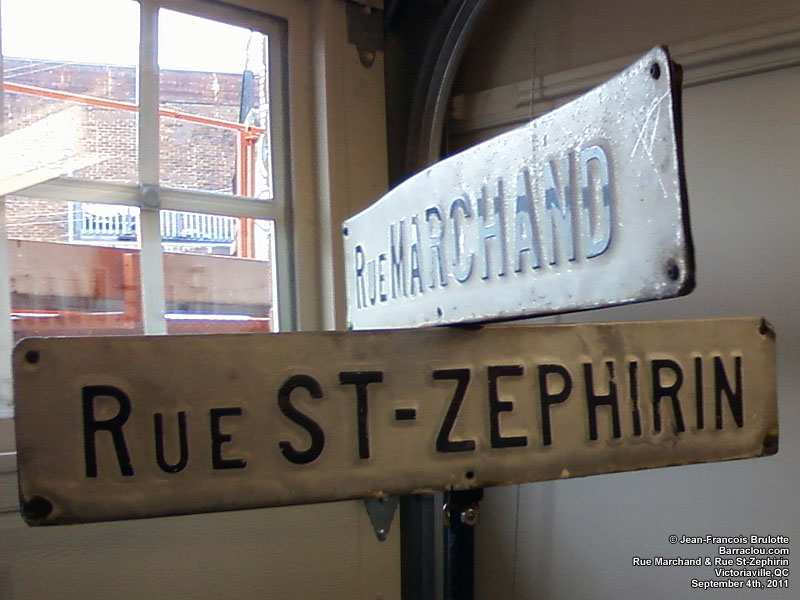 Rue MARCHAND
Rue ST-ZEPHIRIN
© Jean-Francois Brulotte
Barraclou.com
Rue Marchand & Rue St-Zephirin
Victoriaville,QC
September 4th, 2011